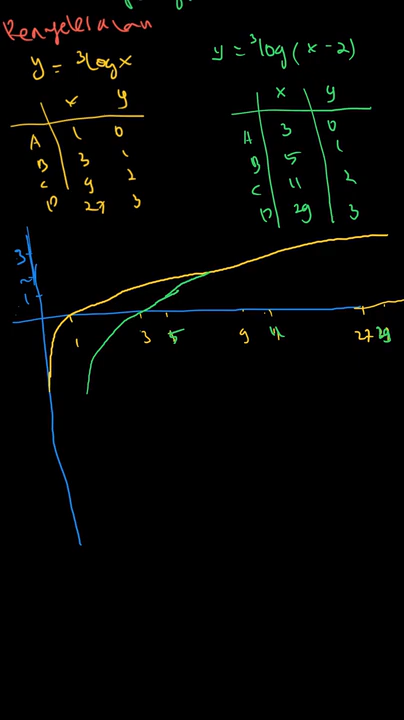 Penyelesaian
y = ³log x
y = ³log (x - 2)
x y
A 1 0
B 3 1
C 9 2
D 27 3
x y
A 3 0
B 5 1
C 11 2
D 29 3
3
2
1
1 3 5 9 11 27 29